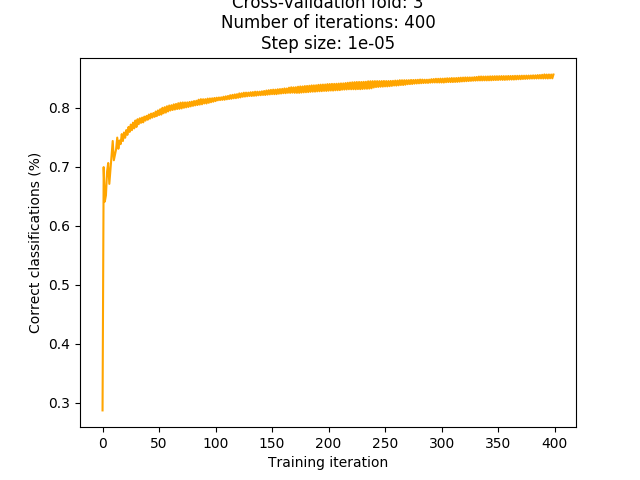 Cross-validation fold: 3
Number of iterations: 400
Step size: 1e-05
0.8
0.7
0.6
0.5
0.4
0.3
Correct classifications (%)
0 50 100 150 200 250 300 350 400
Training iteration